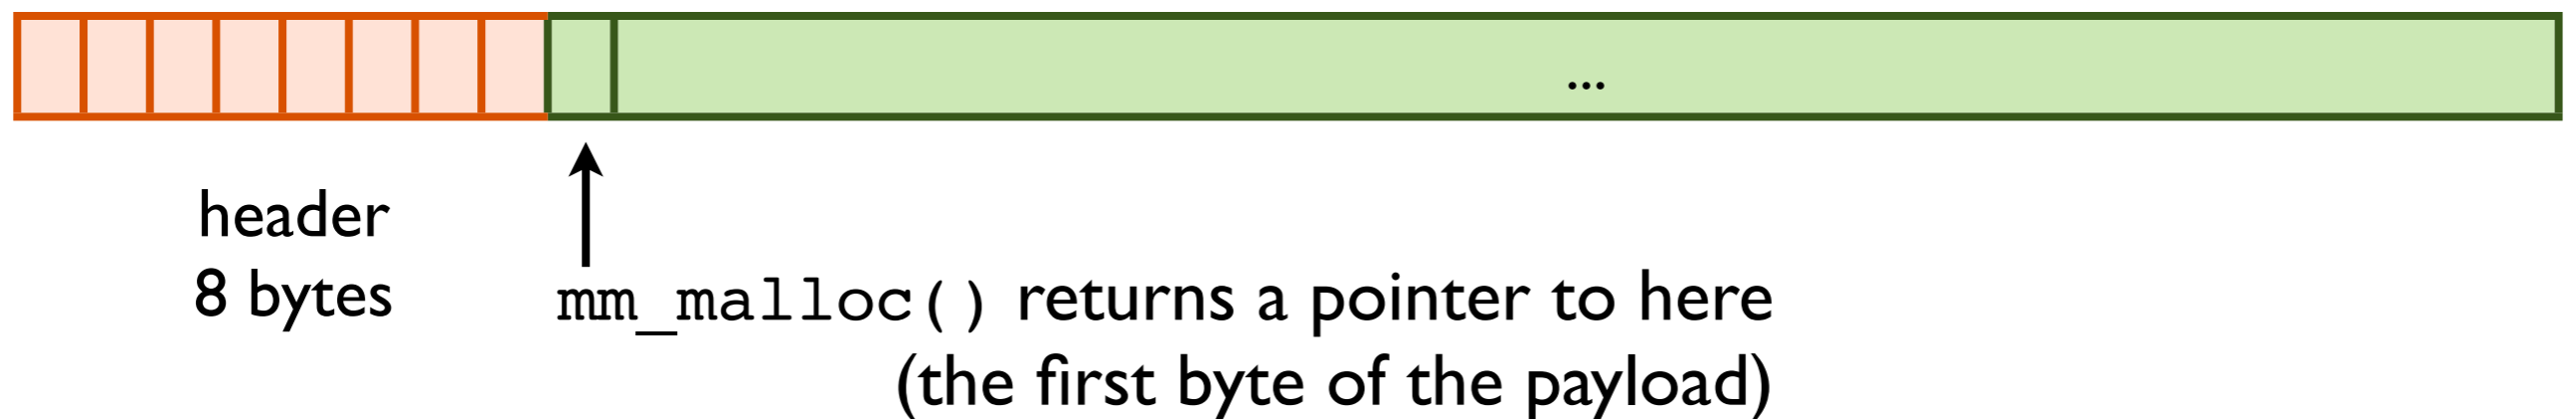 ...
header
8 bytes
mm_malloc() returns a pointer to here
(the first byte of the payload)